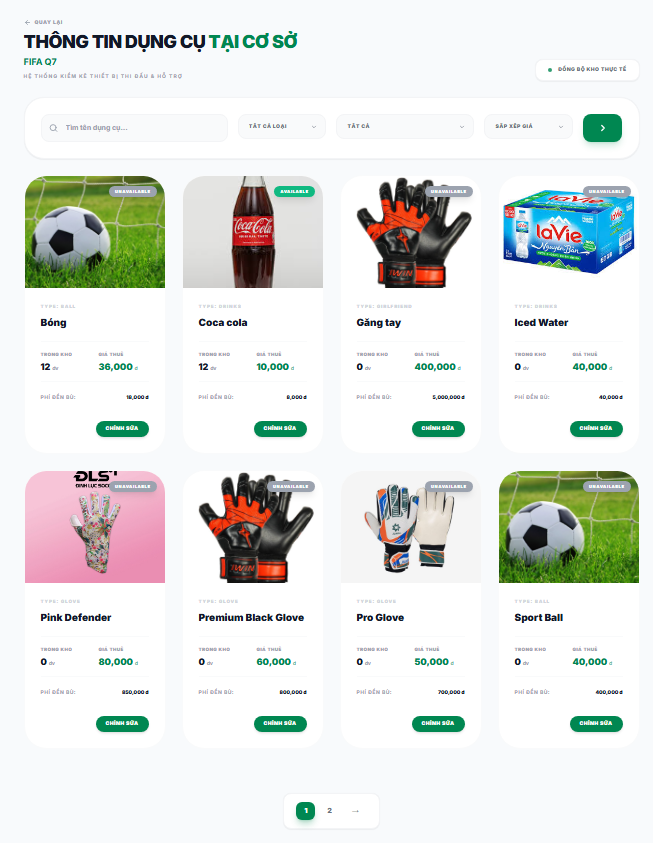 ← QUAY LẠI
THÔNG TIN DỤNG CỤ TẠI CƠ SỞ
FIFA Q7
HỆ THỐNG KIỂM KÊ THIẾT BỊ THI ĐẤU & HỖ TRỢ
ĐỒNG BỘ KHO THỰC TẾ
Tìm tên dụng cụ...
TẤT CẢ LOẠI
TẤT CẢ
SẮP XẾP GIÁ
UNAVAILABLE
TYPE: BALL
Bóng
TRONG KHO GIÁ THUÊ
12 dv 36,000 đ
PHÍ ĐỀN BÙ: 18,000 đ
CHỈNH SỬA
AVAILABLE
Coca-Cola
TYPE: DRINKS
Coca cola
TRONG KHO GIÁ THUÊ
12 dv 10,000 đ
PHÍ ĐỀN BÙ: 8,000 đ
CHỈNH SỬA
UNAVAILABLE
TWIN
TYPE: GIRLFRIEND
Găng tay
TRONG KHO GIÁ THUÊ
0 dv 400,000 đ
PHÍ ĐỀN BÙ: 5,000,000 đ
CHỈNH SỬA
UNAVAILABLE
laVie
TYPE: DRINKS
Iced Water
TRONG KHO GIÁ THUÊ
0 dv 40,000 đ
PHÍ ĐỀN BÙ: 40,000 đ
CHỈNH SỬA
UNAVAILABLE
TYPE: GLOVE
Pink Defender
TRONG KHO GIÁ THUÊ
0 dv 80,000 đ
PHÍ ĐỀN BÙ: 850,000 đ
CHỈNH SỬA
UNAVAILABLE
TWIN
TYPE: GLOVE
Premium Black Glove
TRONG KHO GIÁ THUÊ
0 dv 60,000 đ
PHÍ ĐỀN BÙ: 800,000 đ
CHỈNH SỬA
UNAVAILABLE
TYPE: GLOVE
Pro Glove
TRONG KHO GIÁ THUÊ
0 dv 50,000 đ
PHÍ ĐỀN BÙ: 700,000 đ
CHỈNH SỬA
UNAVAILABLE
TYPE: BALL
Sport Ball
TRONG KHO GIÁ THUÊ
0 dv 40,000 đ
PHÍ ĐỀN BÙ: 400,000 đ
CHỈNH SỬA
1 2 →